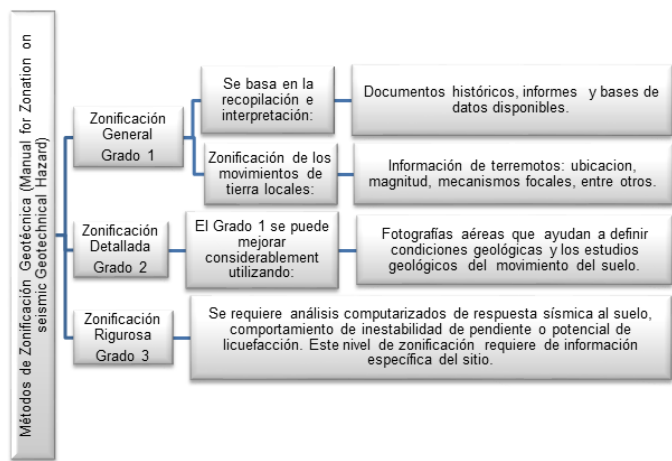 Métodos de Zonificación Geotécnica (Manual for Zonation on
seismic Geotechnical Hazard)
Zonificación
General
Grado 1
Se basa en la
recopilación e
interpretación:
Documentos históricos, informes y bases de
datos disponibles.
Zonificación de los
movimientos de
tierra locales:
Información de terremotos: ubicacion,
magnitud, mecanismos focales, entre otros.
Zonificación
Detallada
Grado 2
El Grado 1 se puede
mejorar
considerablement
utilizando:
Fotografías aéreas que ayudan a definir
condiciones geológicas y los estudios
geológicos del movimiento del suelo.
Zonificación
Rigurosa
Grado 3
Se requiere análisis computarizados de respuesta sísmica al suelo,
comportamiento de inestabilidad de pendiente o potencial de
licuefacción. Este nivel de zonificación requiere de información
específica del sitio.